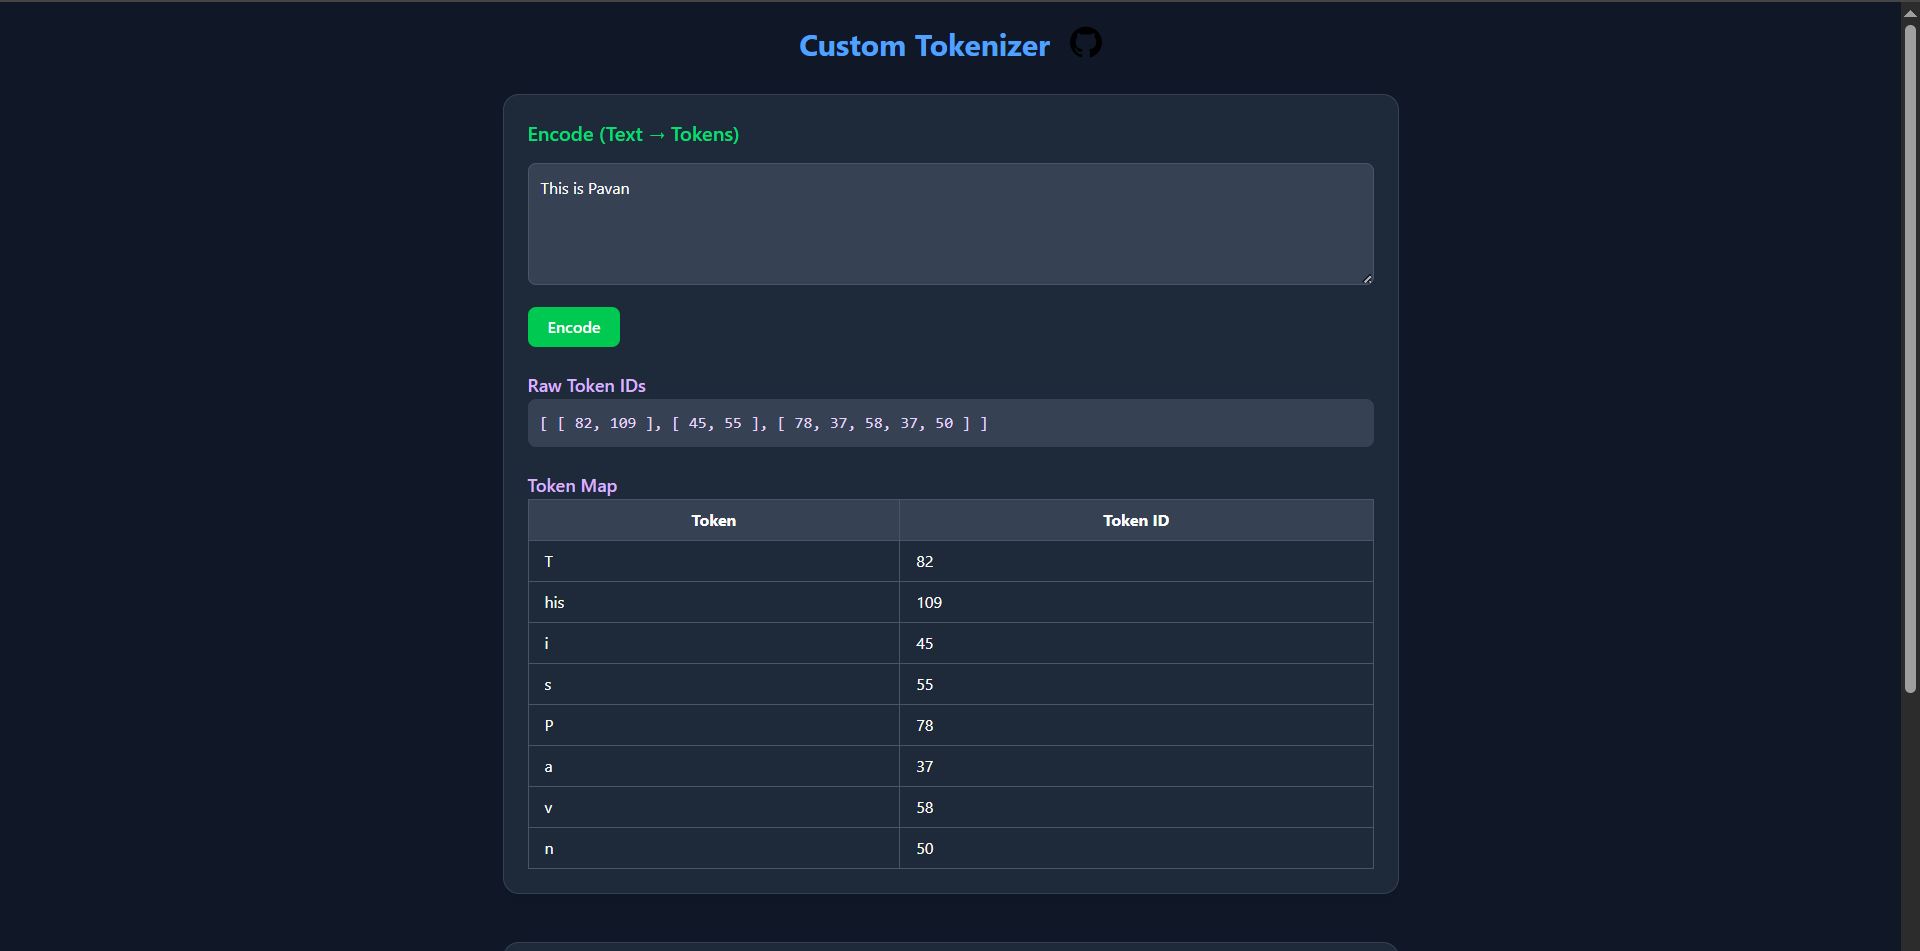 Custom Tokenizer
Encode (Text → Tokens)
This is Pavan
Encode
Raw Token IDs
[ [ 82, 109 ], [ 45, 55 ], [ 78, 37, 58, 37, 50 ] ]
Token Map
Token Token ID
T 82
his 109
i 45
s 55
P 78
a 37
v 58
n 50